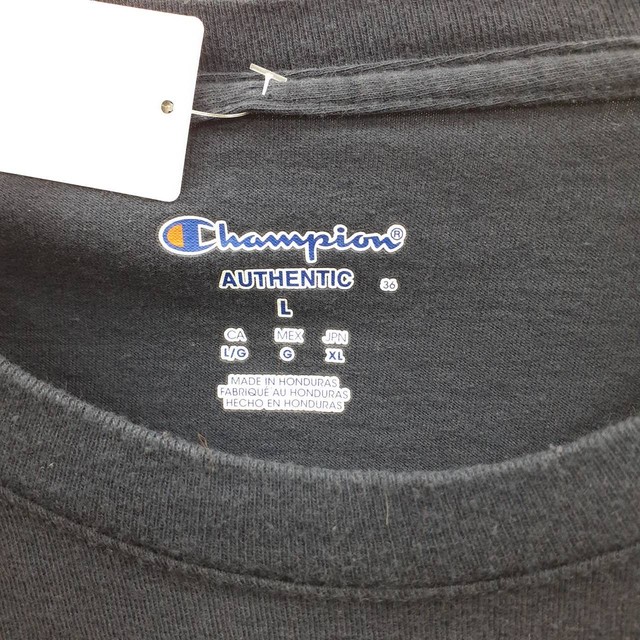 Champion®
AUTHENTIC 36
L
CA MEX JPN
L/G G XL
MADE IN HONDURAS
FABRIQUÉ AU HONDURAS
HECHO EN HONDURAS